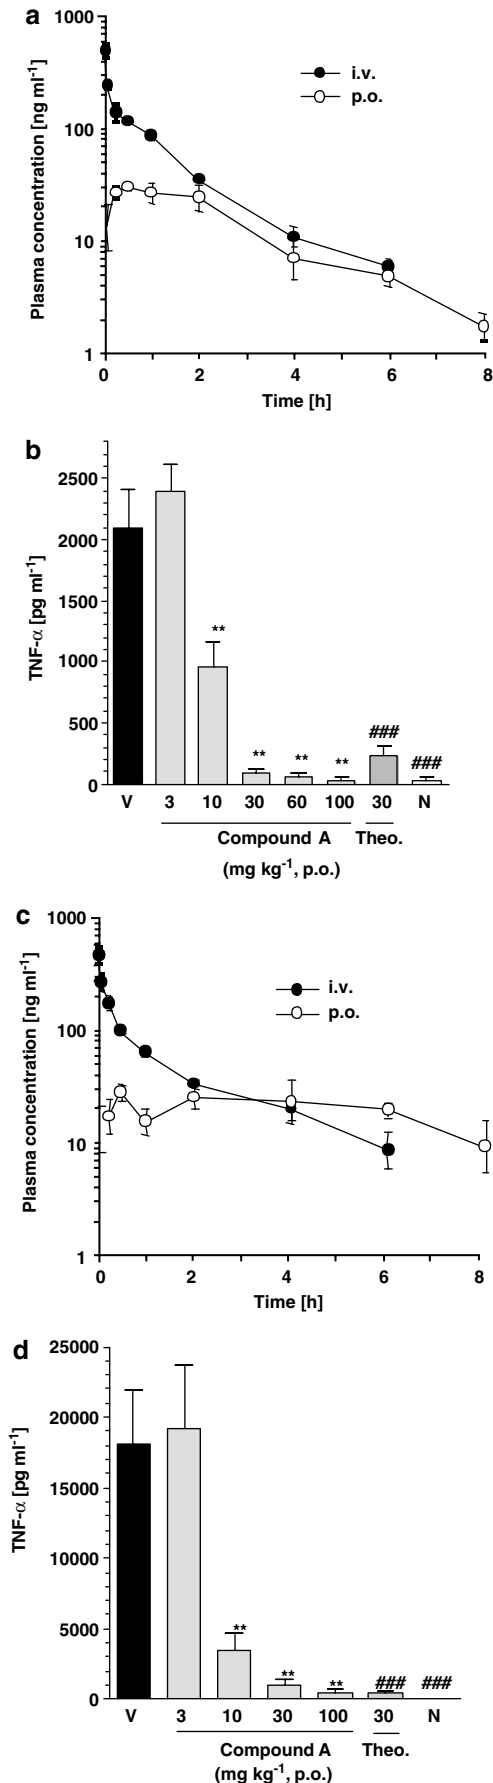 a
1000
100
10
1
Plasma concentration [ng ml-1]
i.v.
p.o.
0 2 4 6 8
Time [h]
b
2500
2000
1500
1000
500
0
TNF-α [pg ml-1]
**
**
**
**
###
###
V 3 10 30 60 100 30 N
Compound A Theo.
(mg kg-1, p.o.)
c
1000
100
10
1
Plasma concentration [ng ml-1]
i.v.
p.o.
0 2 4 6 8
Time [h]
d
25000
20000
15000
10000
5000
0
TNF-α [pg ml-1]
**
**
**
###
###
V 3 10 30 100 30 N
Compound A Theo.
(mg kg-1, p.o.)